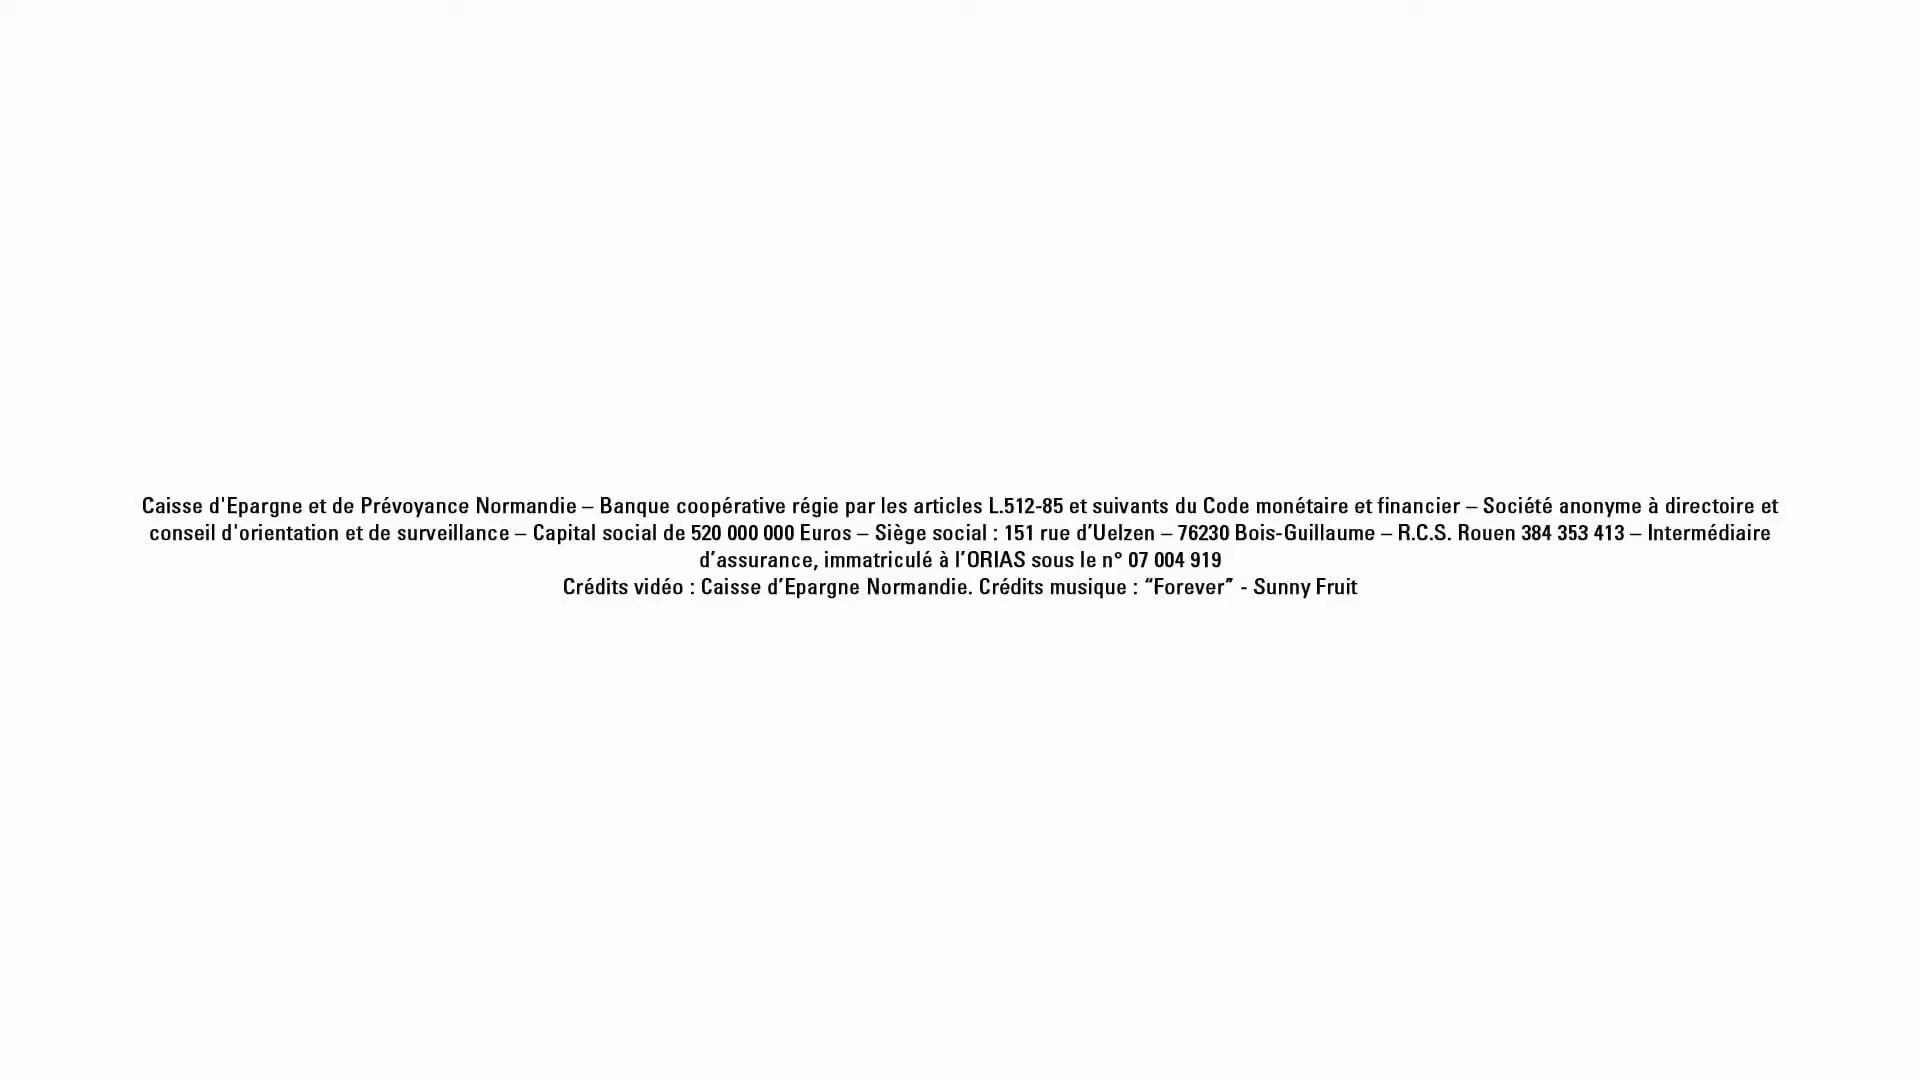 Caisse d'Epargne et de Prévoyance Normandie – Banque coopérative régie par les articles L.512-85 et suivants du Code monétaire et financier – Société anonyme à directoire et
conseil d'orientation et de surveillance – Capital social de 520 000 000 Euros – Siège social : 151 rue d’Uelzen – 76230 Bois-Guillaume – R.C.S. Rouen 384 353 413 – Intermédiaire
d’assurance, immatriculé à l’ORIAS sous le n° 07 004 919
Crédits vidéo : Caisse d’Epargne Normandie. Crédits musique : “Forever” - Sunny Fruit